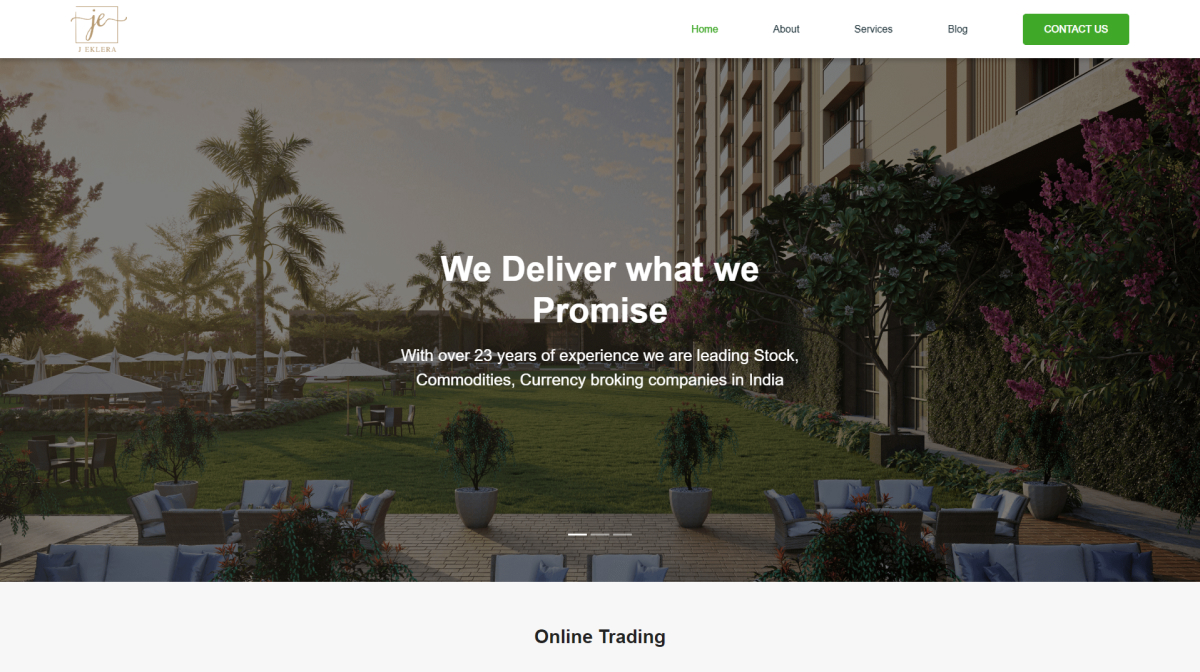 je
J EKLERA
Home
About
Services
Blog
CONTACT US
We Deliver what we
Promise
With over 23 years of experience we are leading Stock,
Commodities, Currency broking companies in India
Online Trading